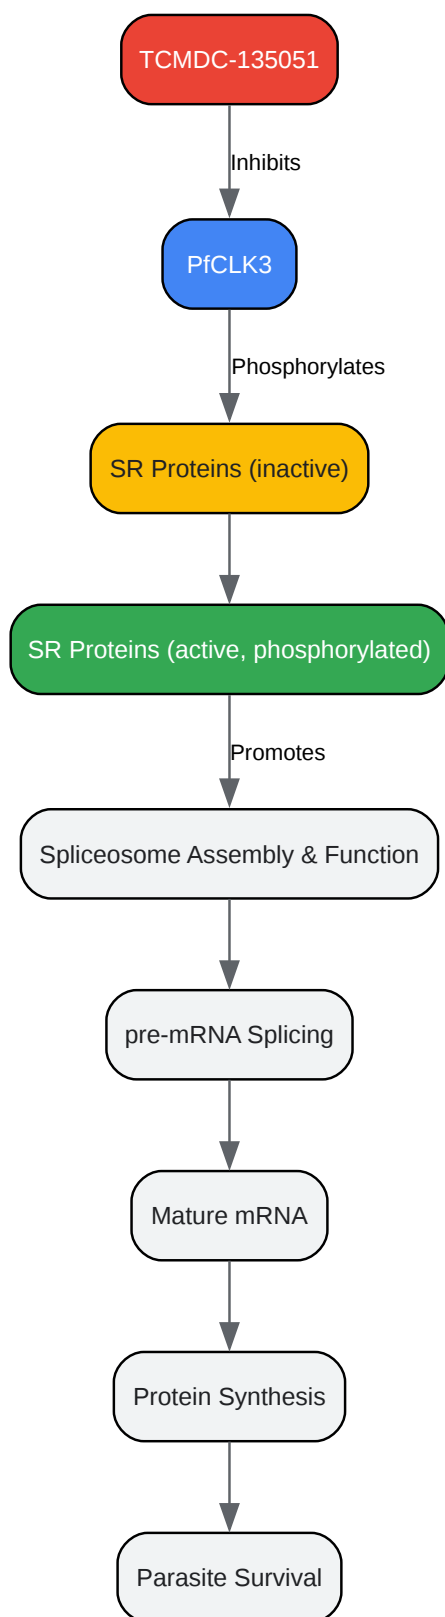 TCMDC-135051
Inhibits
PfCLK3
Phosphorylates
SR Proteins (inactive)
SR Proteins (active, phosphorylated)
Promotes
Spliceosome Assembly & Function
pre-mRNA Splicing
Mature mRNA
Protein Synthesis
Parasite Survival